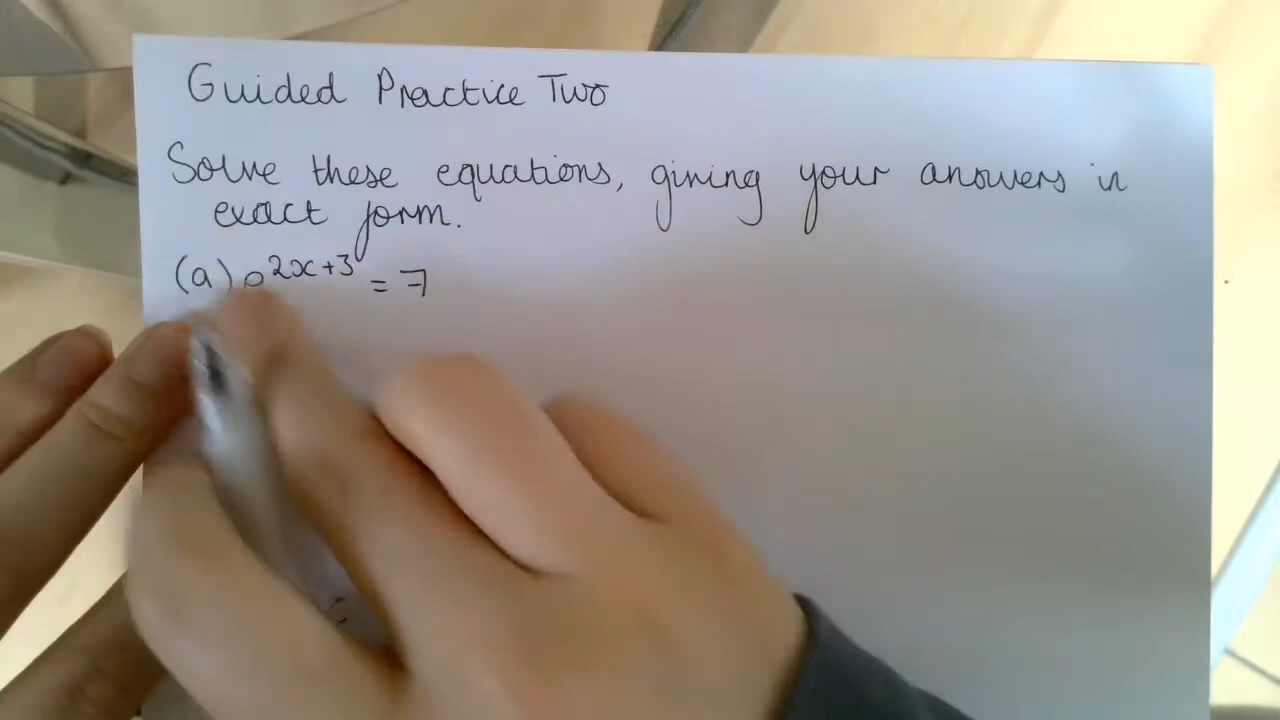 Guided Practice Two
Solve these equations, giving your answers in
exact form.
(a) e^{2x+3} = 7